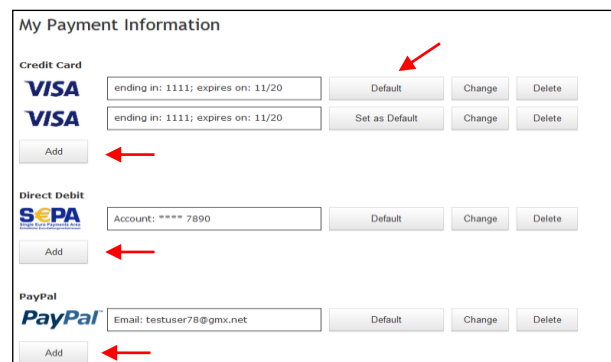 My Payment Information
Credit Card
VISA ending in: 1111; expires on: 11/20 Default Change Delete
VISA ending in: 1111; expires on: 11/20 Set as Default Change Delete
Add
Direct Debit
S€PA Account: **** 7890 Default Change Delete
Single Euro Payments Area
Add
PayPal
PayPal Email: testuser78@gmx.net Default Change Delete
Add